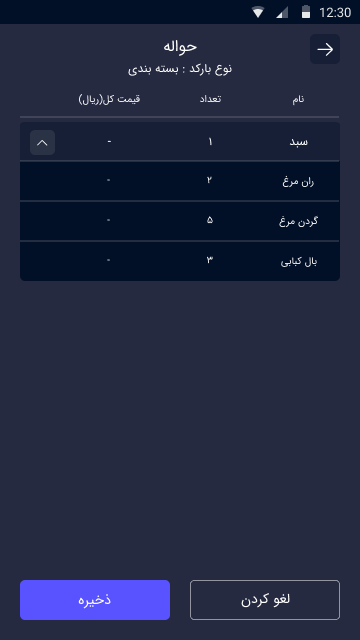 12:30
حواله
نوع بارکد : بسته بندی
نام تعداد قیمت کل(ریال)
سبد ۱ -
ران مرغ ۲ -
گردن مرغ ۵ -
بال کبابی ۳ -
لغو کردن ذخیره